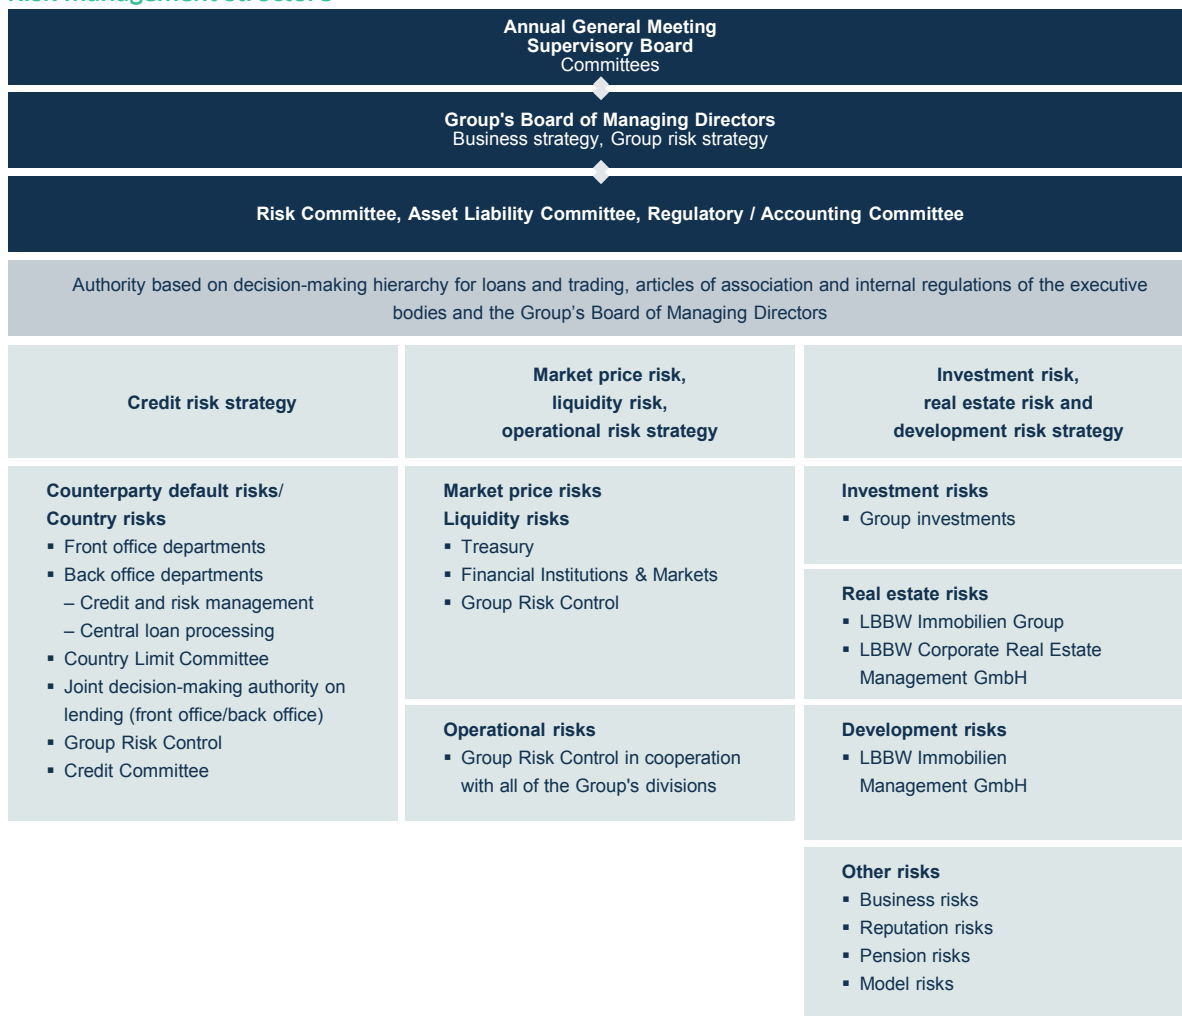 Risk management structure
Annual General Meeting
Supervisory Board
Committees
Group's Board of Managing Directors
Business strategy, Group risk strategy
Risk Committee, Asset Liability Committee, Regulatory / Accounting Committee
Authority based on decision-making hierarchy for loans and trading, articles of association and internal regulations of the executive
bodies and the Group’s Board of Managing Directors
Credit risk strategy
Market price risk,
liquidity risk,
operational risk strategy
Investment risk,
real estate risk and
development risk strategy
Counterparty default risks/
Country risks
▪ Front office departments
▪ Back office departments
– Credit and risk management
– Central loan processing
▪ Country Limit Committee
▪ Joint decision-making authority on
lending (front office/back office)
▪ Group Risk Control
▪ Credit Committee
Market price risks
Liquidity risks
▪ Treasury
▪ Financial Institutions & Markets
▪ Group Risk Control
Operational risks
▪ Group Risk Control in cooperation
with all of the Group's divisions
Investment risks
▪ Group investments
Real estate risks
▪ LBBW Immobilien Group
▪ LBBW Corporate Real Estate
Management GmbH
Development risks
▪ LBBW Immobilien
Management GmbH
Other risks
▪ Business risks
▪ Reputation risks
▪ Pension risks
▪ Model risks